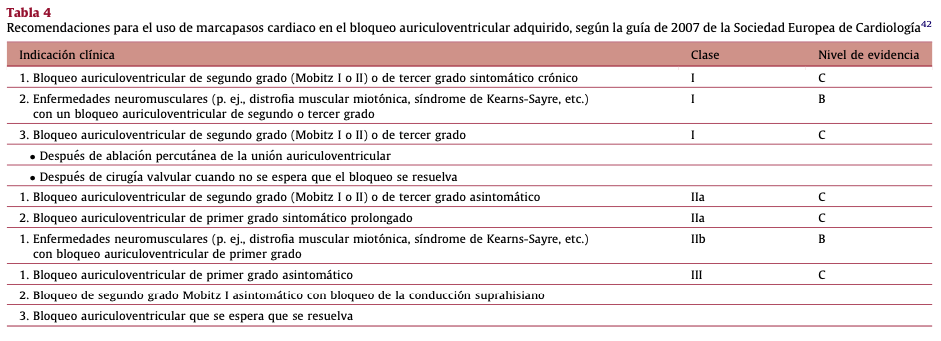 Tabla 4
Recomendaciones para el uso de marcapasos cardiaco en el bloqueo auriculoventricular adquirido, según la guía de 2007 de la Sociedad Europea de Cardiología42
Indicación clínica Clase Nivel de evidencia
1. Bloqueo auriculoventricular de segundo grado (Mobitz I o II) o de tercer grado sintomático crónico I C
2. Enfermedades neuromusculares (p. ej., distrofia muscular miotónica, síndrome de Kearns-Sayre, etc.) I B
con un bloqueo auriculoventricular de segundo o tercer grado
3. Bloqueo auriculoventricular de segundo grado (Mobitz I o II) o de tercer grado I C
• Después de ablación percutánea de la unión auriculoventricular
• Después de cirugía valvular cuando no se espera que el bloqueo se resuelva
1. Bloqueo auriculoventricular de segundo grado (Mobitz I o II) o de tercer grado asintomático IIa C
2. Bloqueo auriculoventricular de primer grado sintomático prolongado IIa C
1. Enfermedades neuromusculares (p. ej., distrofia muscular miotónica, síndrome de Kearns-Sayre, etc.) IIb B
con bloqueo auriculoventricular de primer grado
1. Bloqueo auriculoventricular de primer grado asintomático III C
2. Bloqueo de segundo grado Mobitz I asintomático con bloqueo de la conducción suprahisiano
3. Bloqueo auriculoventricular que se espera que se resuelva